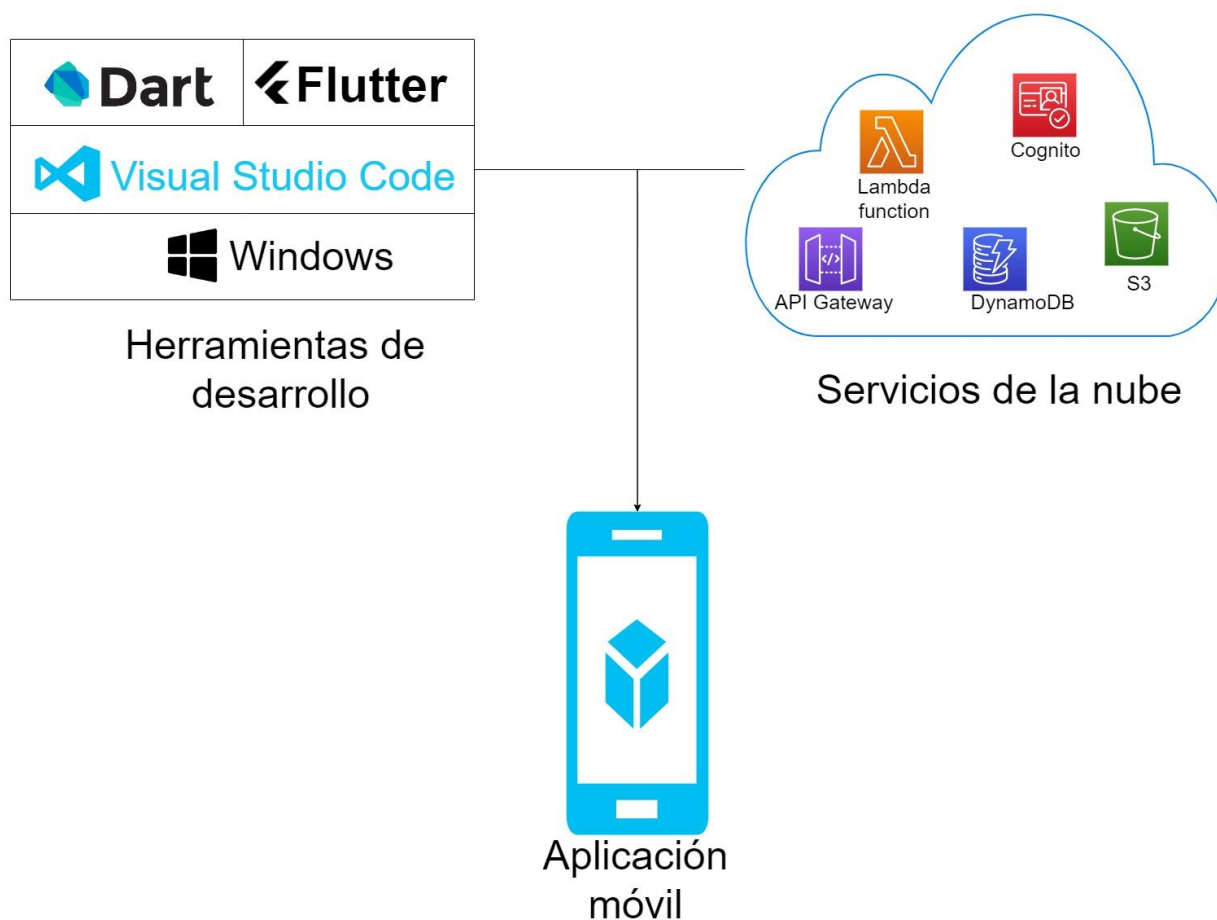 Dart
Flutter
Visual Studio Code
Windows
Herramientas de
desarrollo
Cognito
Lambda
function
API Gateway
DynamoDB
S3
Servicios de la nube
Aplicación
móvil